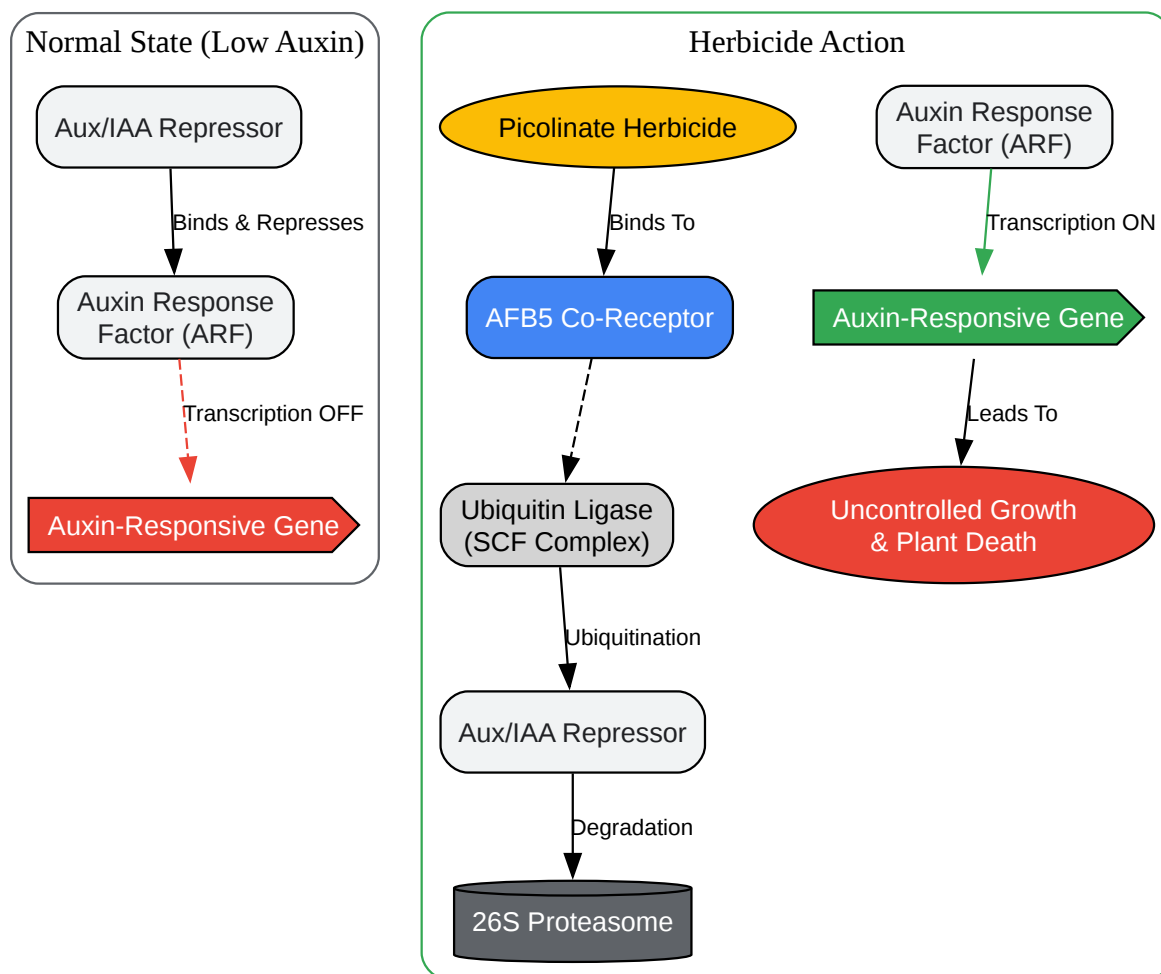 Normal State (Low Auxin)
Aux/IAA Repressor
Binds & Represses
Auxin Response
Factor (ARF)
Transcription OFF
Auxin-Responsive Gene
Herbicide Action
Picolinate Herbicide
Binds To
AFB5 Co-Receptor
Ubiquitin Ligase
(SCF Complex)
Ubiquitination
Aux/IAA Repressor
Degradation
26S Proteasome
Auxin Response
Factor (ARF)
Transcription ON
Auxin-Responsive Gene
Leads To
Uncontrolled Growth
& Plant Death